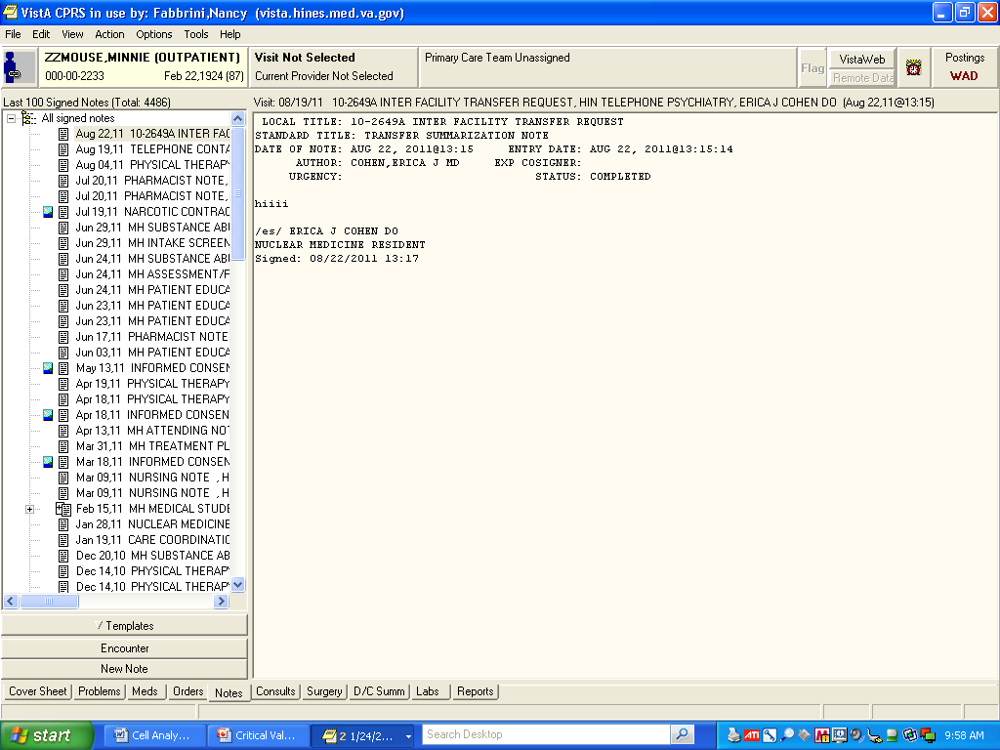 VistA CPRS in use by: Fabbrini,Nancy (vista.hines.med.va.gov)
File Edit View Action Options Tools Help
ZZMOUSE,MINNIE (OUTPATIENT)
000-00-2233 Feb 22,1924 (87)
Visit Not Selected
Current Provider Not Selected
Primary Care Team Unassigned
Flag
VistaWeb
Remote Data
Postings
WAD
Last 100 Signed Notes (Total: 4486)
Visit: 08/19/11 10-2649A INTER FACILITY TRANSFER REQUEST, HIN TELEPHONE PSYCHIATRY, ERICA J COHEN DO (Aug 22,11@13:15)
All signed notes
Aug 22,11 10-2649A INTER FAC
Aug 19,11 TELEPHONE CONTA
Aug 04,11 PHYSICAL THERAP
Jul 20,11 PHARMACIST NOTE,
Jul 20,11 PHARMACIST NOTE,
Jul 19,11 NARCOTIC CONTRAC
Jun 29,11 MH SUBSTANCE ABU
Jun 29,11 MH INTAKE SCREEN
Jun 24,11 MH SUBSTANCE ABU
Jun 24,11 MH ASSESSMENT/F
Jun 24,11 MH PATIENT EDUCA
Jun 23,11 MH PATIENT EDUCA
Jun 23,11 MH PATIENT EDUCA
Jun 17,11 PHARMACIST NOTE
Jun 03,11 MH PATIENT EDUCA
May 13,11 INFORMED CONSEN
Apr 19,11 PHYSICAL THERAPY
Apr 18,11 PHYSICAL THERAPY
Apr 18,11 INFORMED CONSEN
Apr 13,11 MH ATTENDING NOT
Mar 31,11 MH TREATMENT PL
Mar 18,11 INFORMED CONSEN
Mar 09,11 NURSING NOTE , H
Mar 09,11 NURSING NOTE , H
Feb 15,11 MH MEDICAL STUDE
Jan 28,11 NUCLEAR MEDICINE
Jan 19,11 CARE COORDINATIO
Dec 20,10 MH SUBSTANCE AB
Dec 14,10 PHYSICAL THERAP
Dec 14,10 PHYSICAL THERAP
LOCAL TITLE: 10-2649A INTER FACILITY TRANSFER REQUEST
STANDARD TITLE: TRANSFER SUMMARIZATION NOTE
DATE OF NOTE: AUG 22, 2011@13:15 ENTRY DATE: AUG 22, 2011@13:15:14
AUTHOR: COHEN,ERICA J MD EXP COSIGNER:
URGENCY: STATUS: COMPLETED
hiiii
/es/ ERICA J COHEN DO
NUCLEAR MEDICINE RESIDENT
Signed: 08/22/2011 13:17
/ Templates
Encounter
New Note
Cover Sheet Problems Meds Orders Notes Consults Surgery D/C Summ Labs Reports
start Cell Analy... Critical Val... 2 1/24/2... Search Desktop ATI 9:58 AM